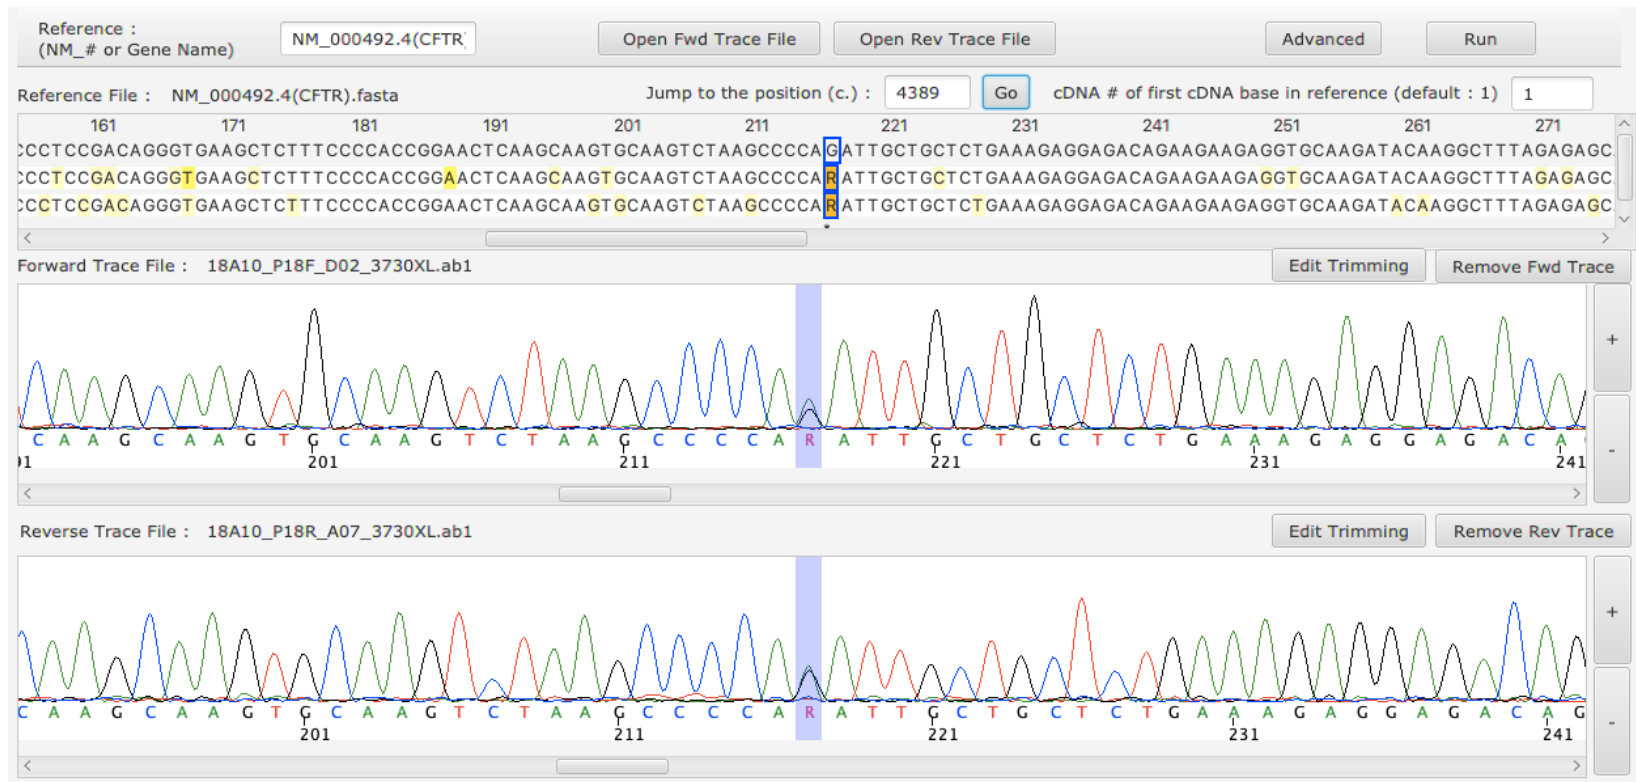 Reference :
(NM_# or Gene Name)
NM_000492.4(CFTR)
Open Fwd Trace File
Open Rev Trace File
Advanced
Run
Reference File : NM_000492.4(CFTR).fasta
Jump to the position (c.) : 4389
Go
cDNA # of first cDNA base in reference (default : 1) 1
161 171 181 191 201 211 221 231 241 251 261 271
CCCTCCGACAGGGTGAAGCTCTTTCCCCACCGGAACTCAAGCAAGTGCAAGTCTAAGCCCCAGATTGCTGCTCTGAAAGAGGAGACAGAAGAAGAGGTGCAAGATACAAGGCTTTAGAGAGC
CCCTCCGACAGGGTGAAGCTCTTTCCCCACCGGAACTCAAGCAAGTGCAAGTCTAAGCCCCARATTGCTGCTCTGAAAGAGGAGACAGAAGAAGAGGTGCAAGATACAAGGCTTTAGAGAGC
CCCTCCGACAGGGTGAAGCTCTTTCCCCACCGGAACTCAAGCAAGTGCAAGTCTAAGCCCCARATTGCTGCTCTGAAAGAGGAGACAGAAGAAGAGGTGCAAGATACAAGGCTTTAGAGAGC
*
Forward Trace File : 18A10_P18F_D02_3730XL.ab1
Edit Trimming
Remove Fwd Trace
+
C A A G C A A G T G C A A G T C T A A G C C C C A R A T T G C T G C T C T G A A A G A G G A G A C A G
91 201 211 221 231 241
-
Reverse Trace File : 18A10_P18R_A07_3730XL.ab1
Edit Trimming
Remove Rev Trace
+
C A A G C A A G T G C A A G T C T A A G C C C C A R A T T G C T G C T C T G A A A G A G G A G A C A G
201 211 221 231 241
-